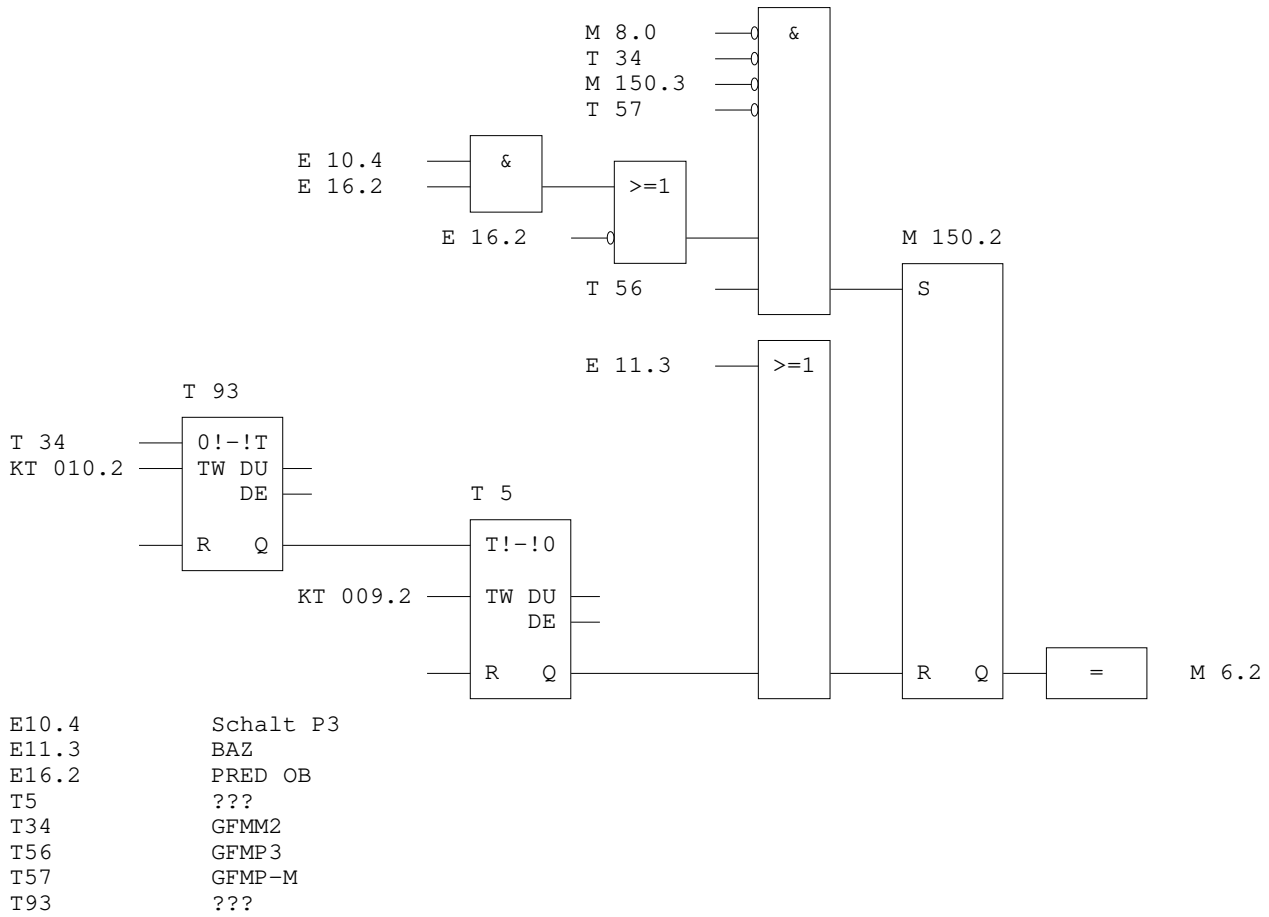 M 8.0 &
T 34
M 150.3
T 57
E 10.4 &
E 16.2 >=1
E 16.2 M 150.2
T 56 S
E 11.3 >=1
T 93
T 34 0!-!T
KT 010.2 TW DU
DE T 5
R Q T!-!0
KT 009.2 TW DU
DE
R Q R Q = M 6.2
E10.4 Schalt P3
E11.3 BAZ
E16.2 PRED OB
T5 ???
T34 GFMM2
T56 GFMP3
T57 GFMP-M
T93 ???